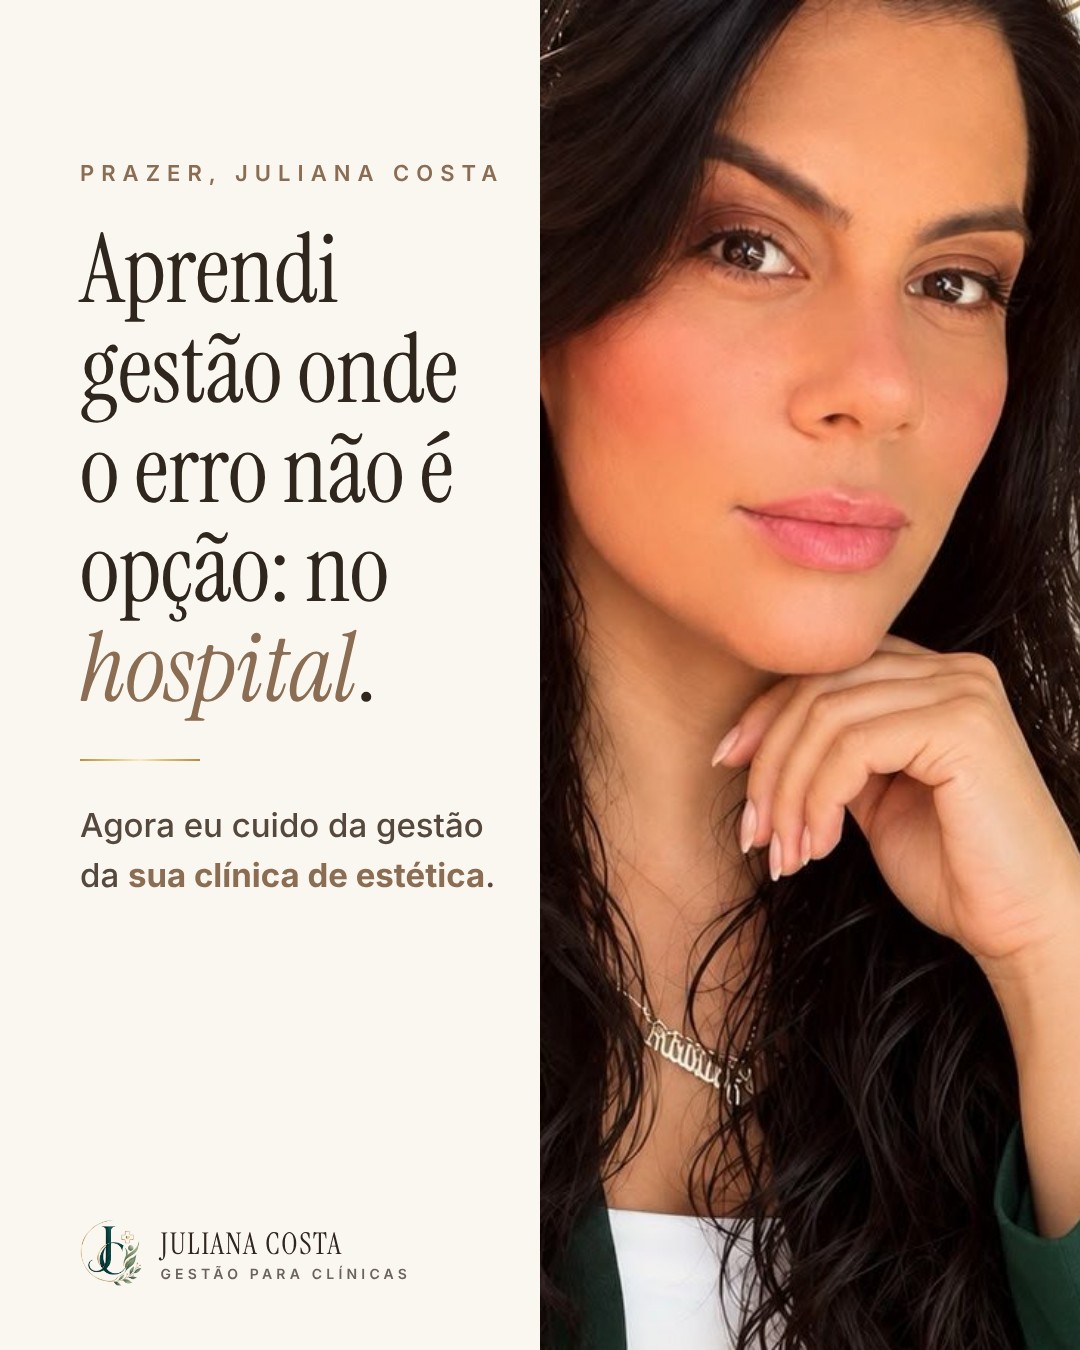 PRAZER, JULIANA COSTA
Aprendi
gestão onde
o erro não é
opção: no
hospital.
Agora eu cuido da gestão
da sua clínica de estética.
JC
JULIANA COSTA
GESTÃO PARA CLÍNICAS